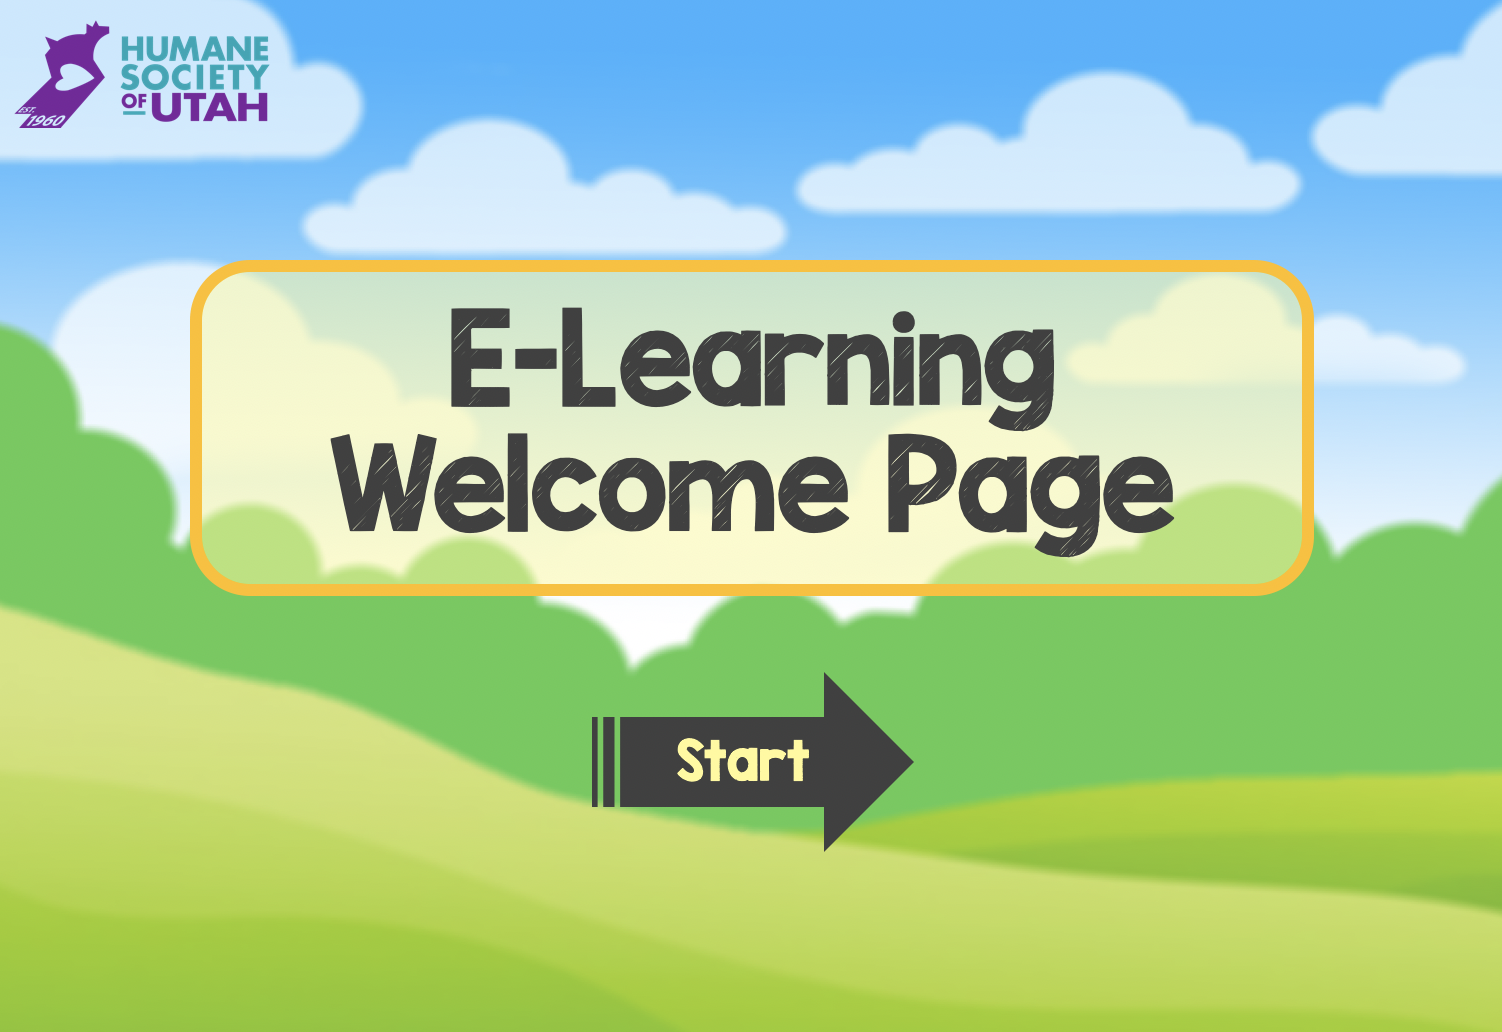 HUMANE
SOCIETY
OF UTAH
EST.
1960
E-Learning
Welcome Page
Start